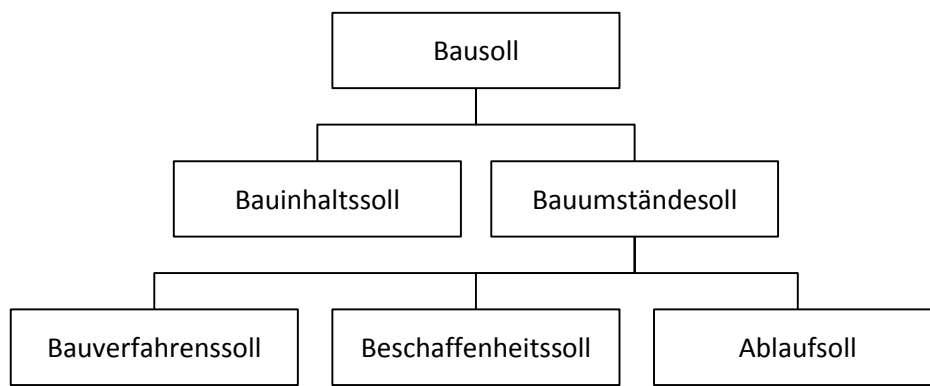 Bausoll
Bauinhaltssoll
Bauumständesoll
Bauverfahrenssoll
Beschaffenheitssoll
Ablaufsoll